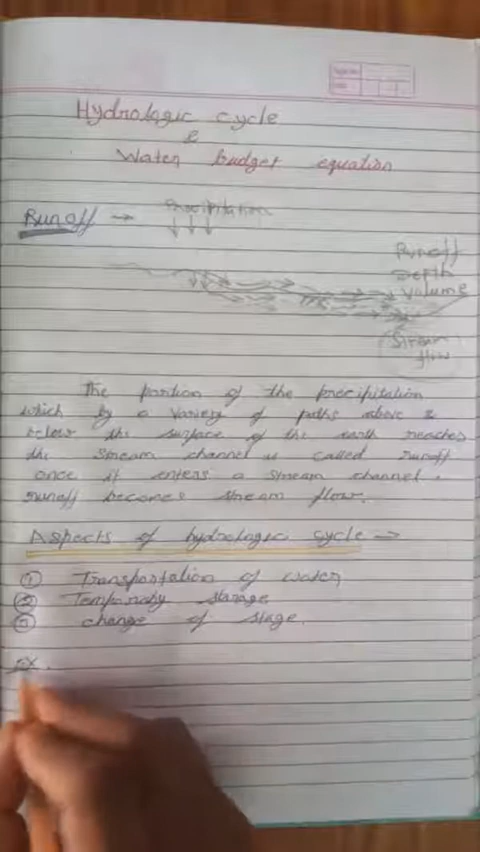 Hydrologic cycle
&
Water budget equation
Runoff → Precipitation
Runoff
Depth
Volume
Stream
flow
The portion of the precipitation
which by a variety of paths above &
below the surface of the earth reaches
the stream channel is called runoff
once it enters a stream channel.
runoff becomes stream flow.
Aspects of hydrologic cycle →
① Transportation of water
② Temporary storage
③ change of stage.
Ex.